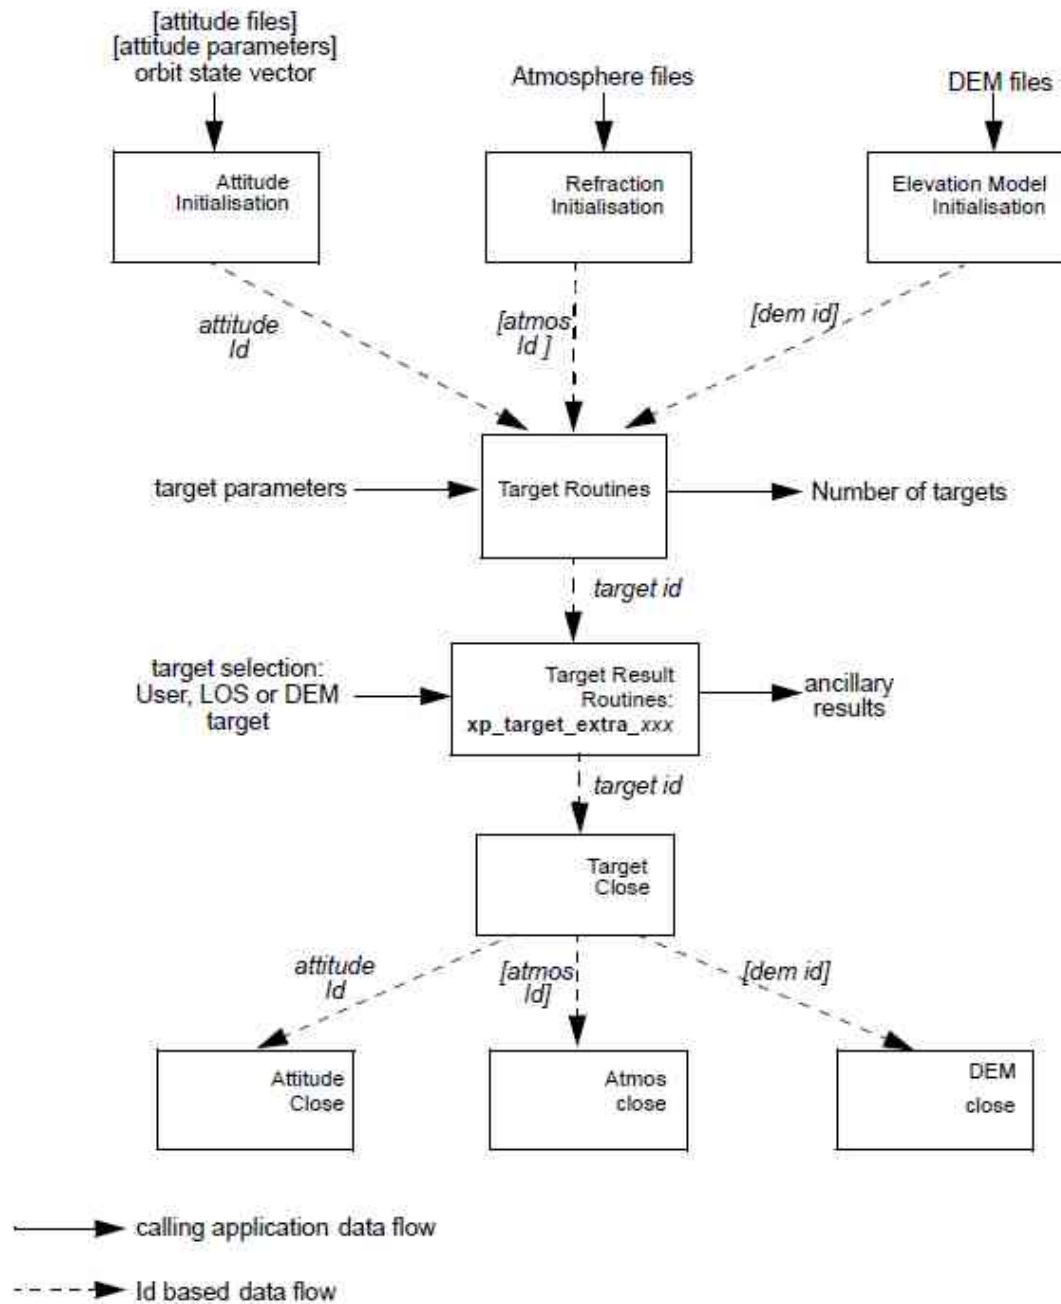 [attitude files]
[attitude parameters]
orbit state vector
Atmosphere files
DEM files
Attitude
Initialisation
Refraction
Initialisation
Elevation Model
Initialisation
attitude
Id
[atmos
Id ]
[dem id]
target parameters
Target Routines
Number of targets
target id
target selection:
User, LOS or DEM
target
Target Result
Routines:
xp_target_extra_xxx
ancillary
results
target id
Target
Close
attitude
Id
[atmos
Id]
[dem id]
Attitude
Close
Atmos
close
DEM
close
calling application data flow
Id based data flow